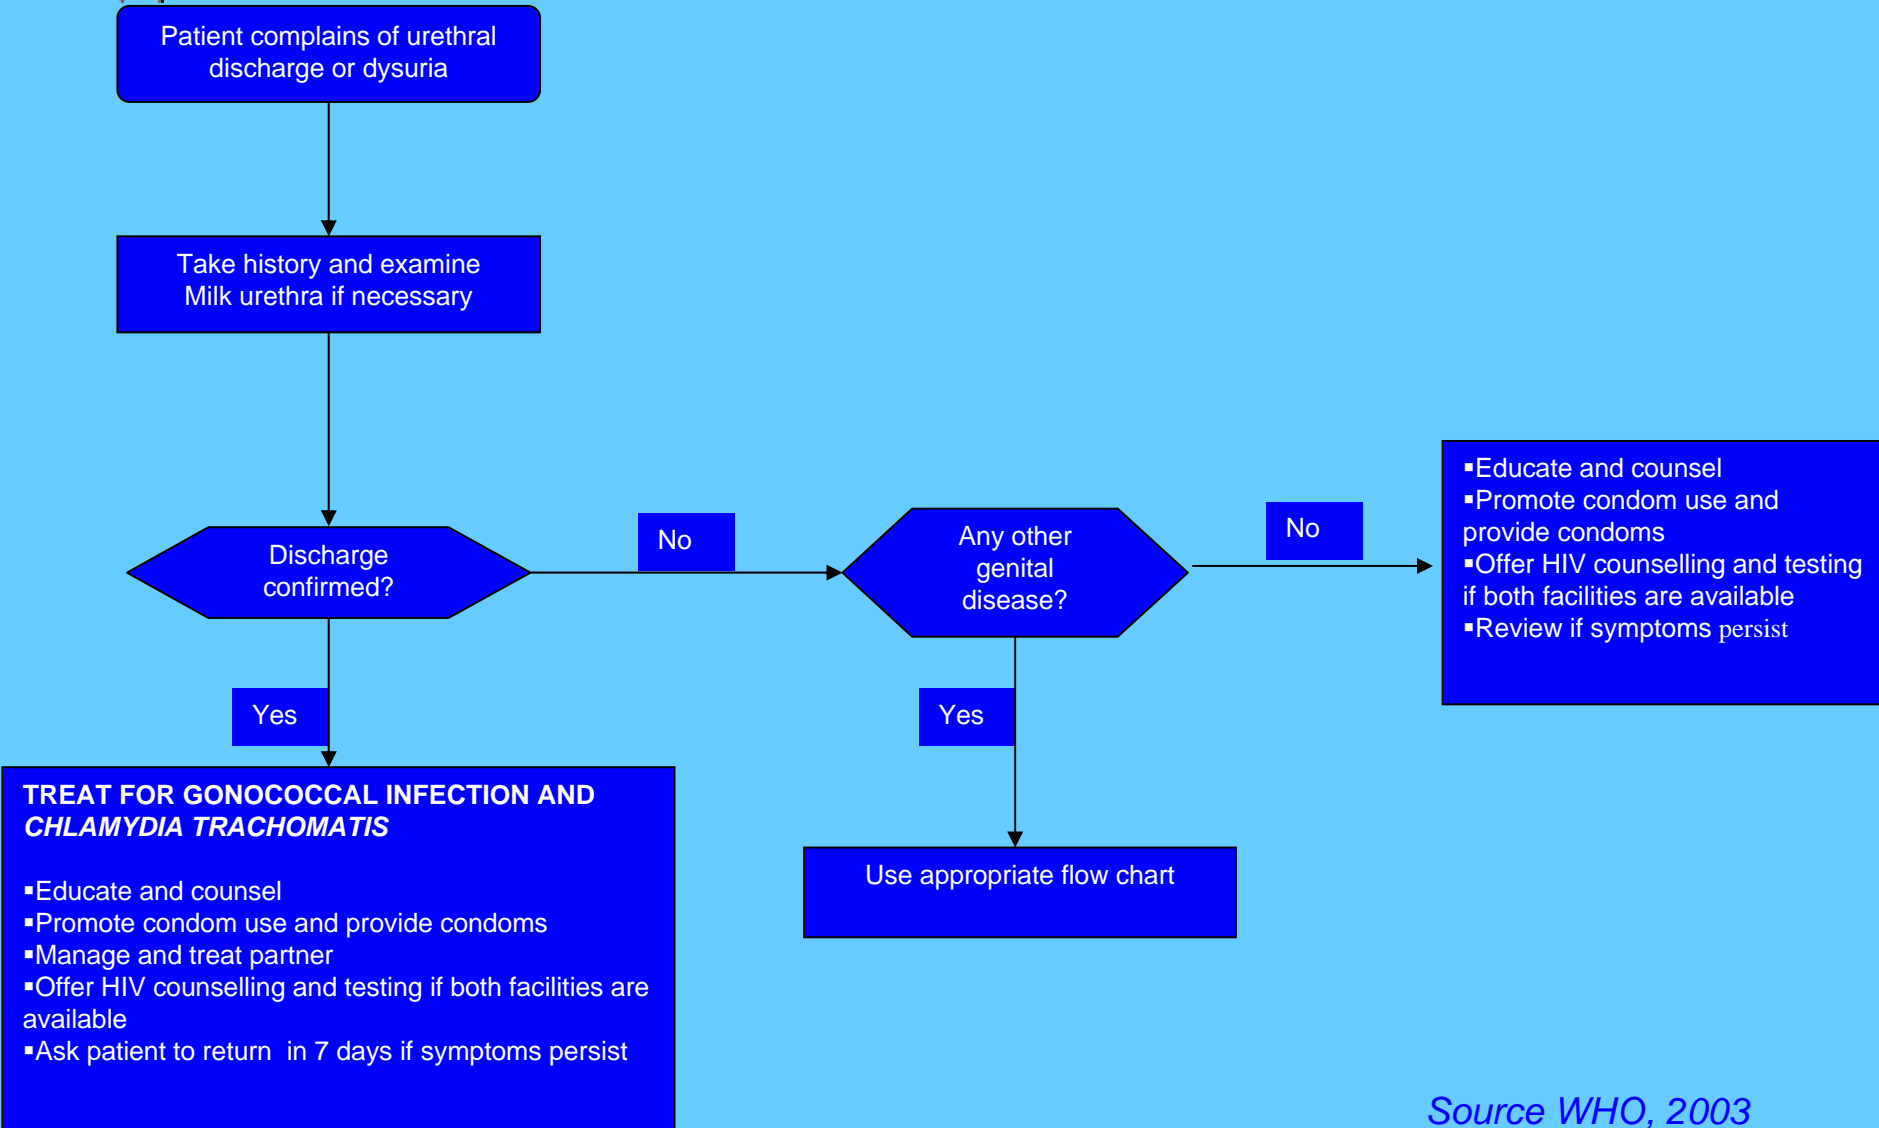 Patient complains of urethral
discharge or dysuria
Take history and examine
Milk urethra if necessary
Discharge
confirmed?
No
Any other
genital
disease?
No
▪Educate and counsel
▪Promote condom use and
provide condoms
▪Offer HIV counselling and testing
if both facilities are available
▪Review if symptoms persist
Yes
Yes
TREAT FOR GONOCOCCAL INFECTION AND
CHLAMYDIA TRACHOMATIS
▪Educate and counsel
▪Promote condom use and provide condoms
▪Manage and treat partner
▪Offer HIV counselling and testing if both facilities are
available
▪Ask patient to return  in 7 days if symptoms persist
Use appropriate flow chart
Source WHO, 2003